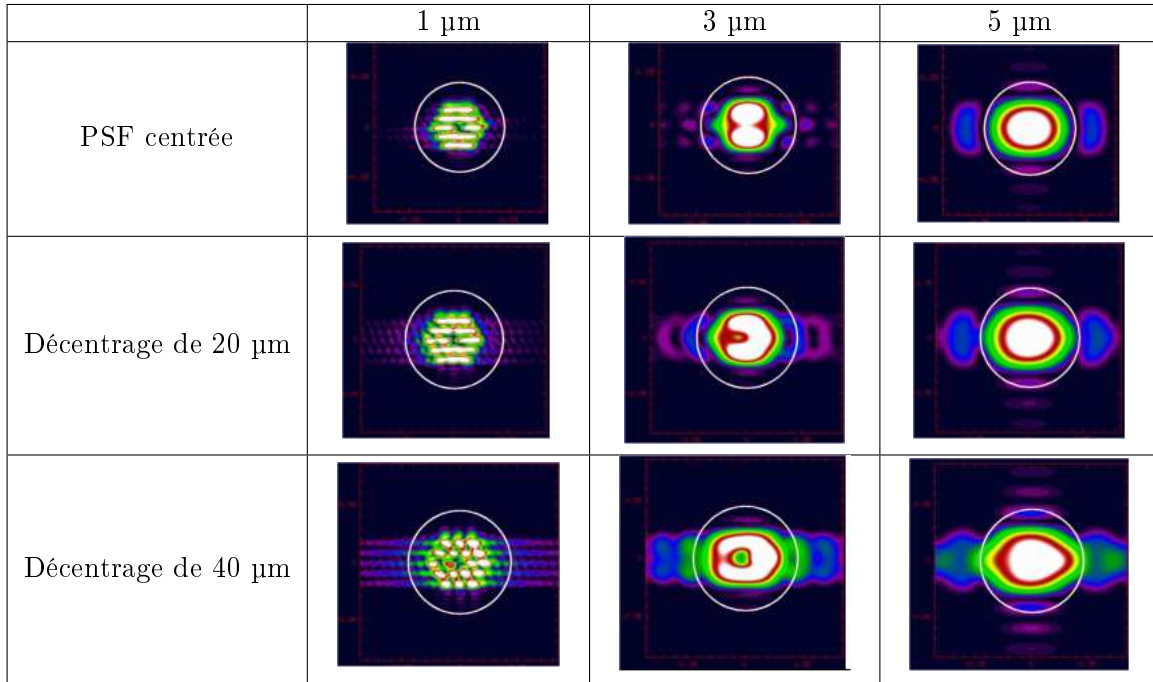 1 µm 3 µm 5 µm
PSF centrée
Décentrage de 20 µm
Décentrage de 40 µm